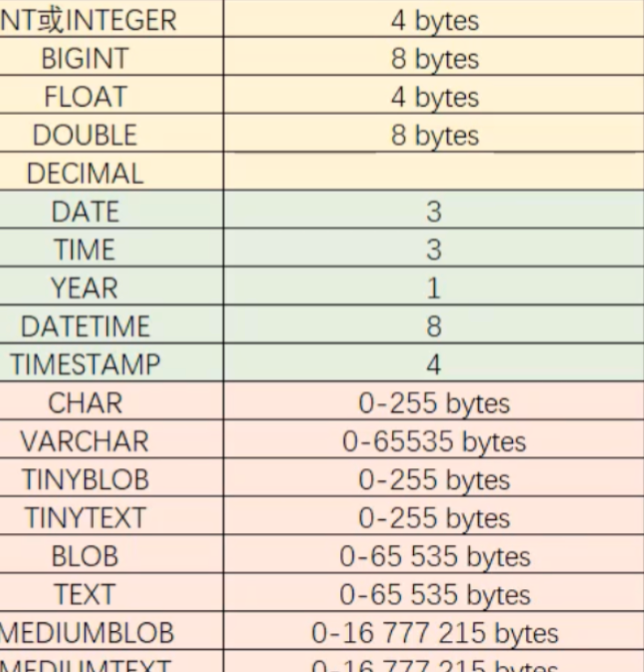 NT或INTEGER 4 bytes
BIGINT 8 bytes
FLOAT 4 bytes
DOUBLE 8 bytes
DECIMAL
DATE 3
TIME 3
YEAR 1
DATETIME 8
TIMESTAMP 4
CHAR 0-255 bytes
VARCHAR 0-65535 bytes
TINYBLOB 0-255 bytes
TINYTEXT 0-255 bytes
BLOB 0-65 535 bytes
TEXT 0-65 535 bytes
MEDIUMBLOB 0-16 777 215 bytes
MEDIUMTEXT 0-16 777 215 bytes